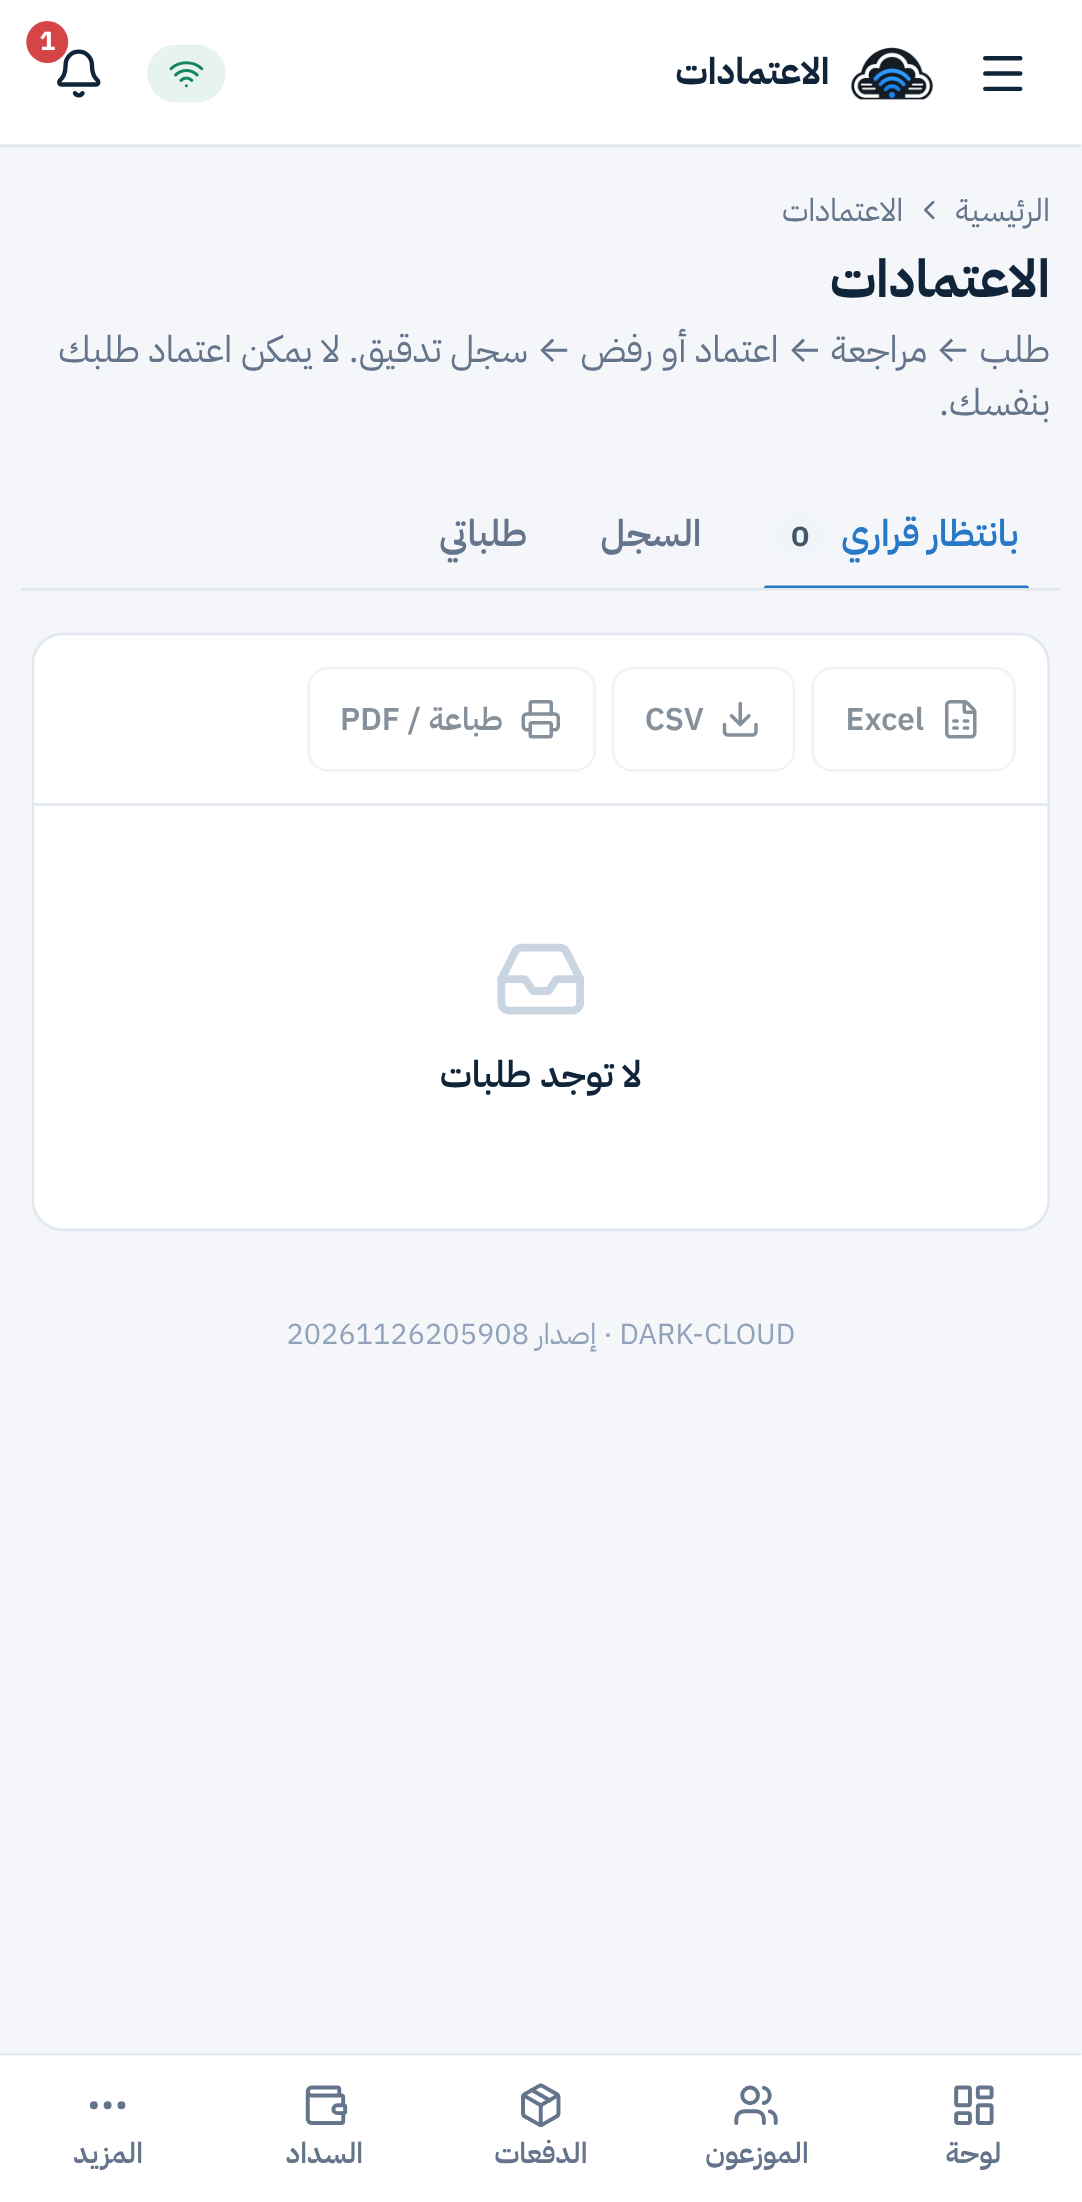 الاعتمادات
1
الرئيسية > الاعتمادات
الاعتمادات
طلب ← مراجعة ← اعتماد أو رفض ← سجل تدقيق. لا يمكن اعتماد طلبك
بنفسك.
بانتظار قراري 0 السجل طلباتي
Excel CSV طباعة / PDF
لا توجد طلبات
DARK-CLOUD · إصدار 20261126205908
لوحة الموزعون الدفعات السداد المزيد